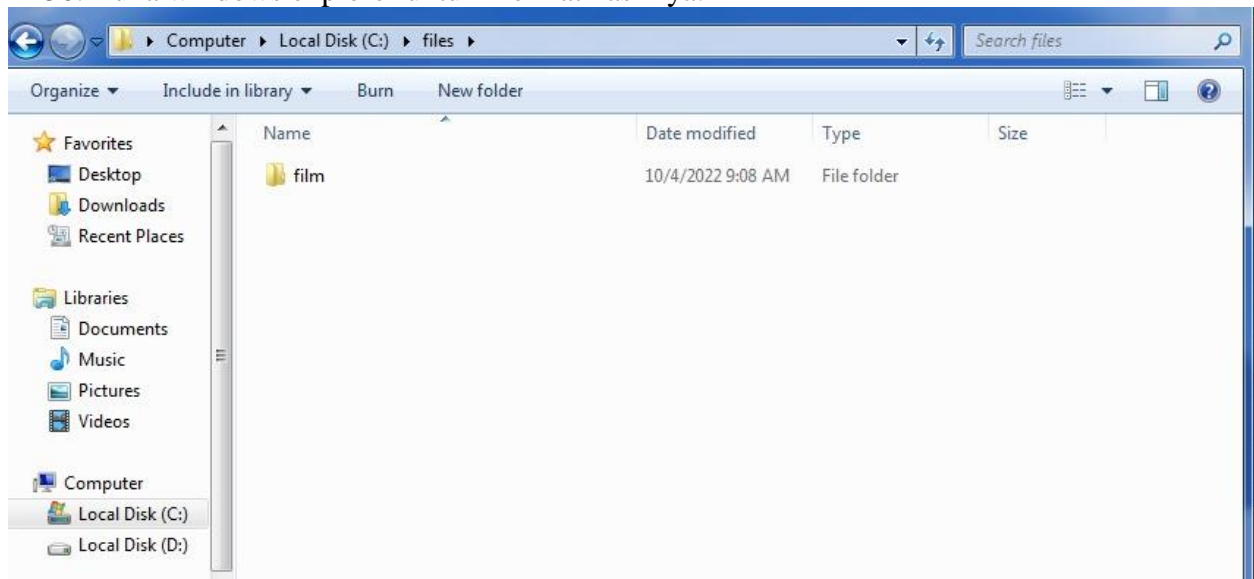 Computer ▸ Local Disk (C:) ▸ files ▸ Search files
Organize ▾ Include in library ▾ Burn New folder
Name Date modified Type Size
film 10/4/2022 9:08 AM File folder
Favorites
Desktop
Downloads
Recent Places
Libraries
Documents
Music
Pictures
Videos
Computer
Local Disk (C:)
Local Disk (D:)